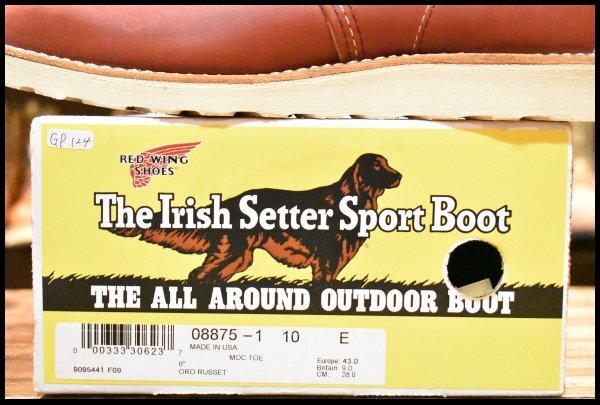 GP 124
RED WING
SHOES
The Irish Setter Sport Boot
THE ALL AROUND OUTDOOR BOOT
08875-1 10 E
MADE IN USA
MOC TOE
0 00333 30623 7
6"
ORO RUSSET
Europe: 43.0
Britain: 9.0
CM: 28.0
9095441 F09